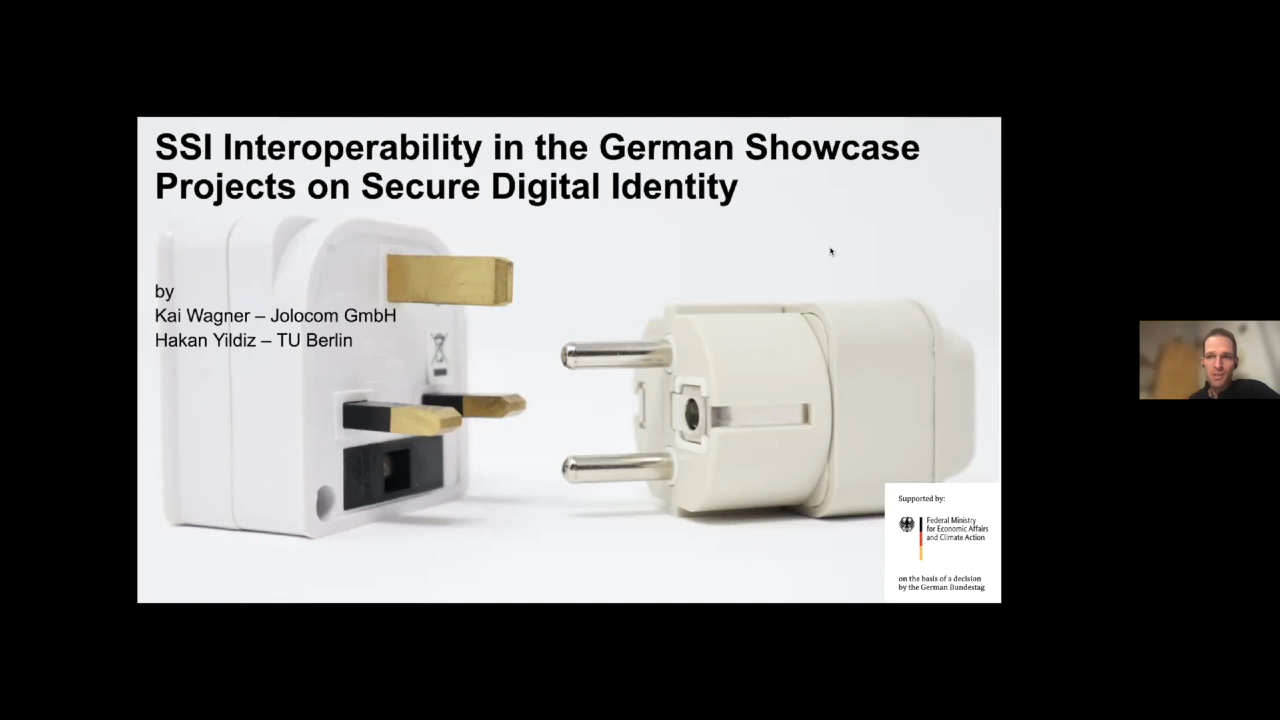 SSI Interoperability in the German Showcase
Projects on Secure Digital Identity
by
Kai Wagner – Jolocom GmbH
Hakan Yildiz – TU Berlin
Supported by:
Federal Ministry
for Economic Affairs
and Climate Action
on the basis of a decision
by the German Bundestag